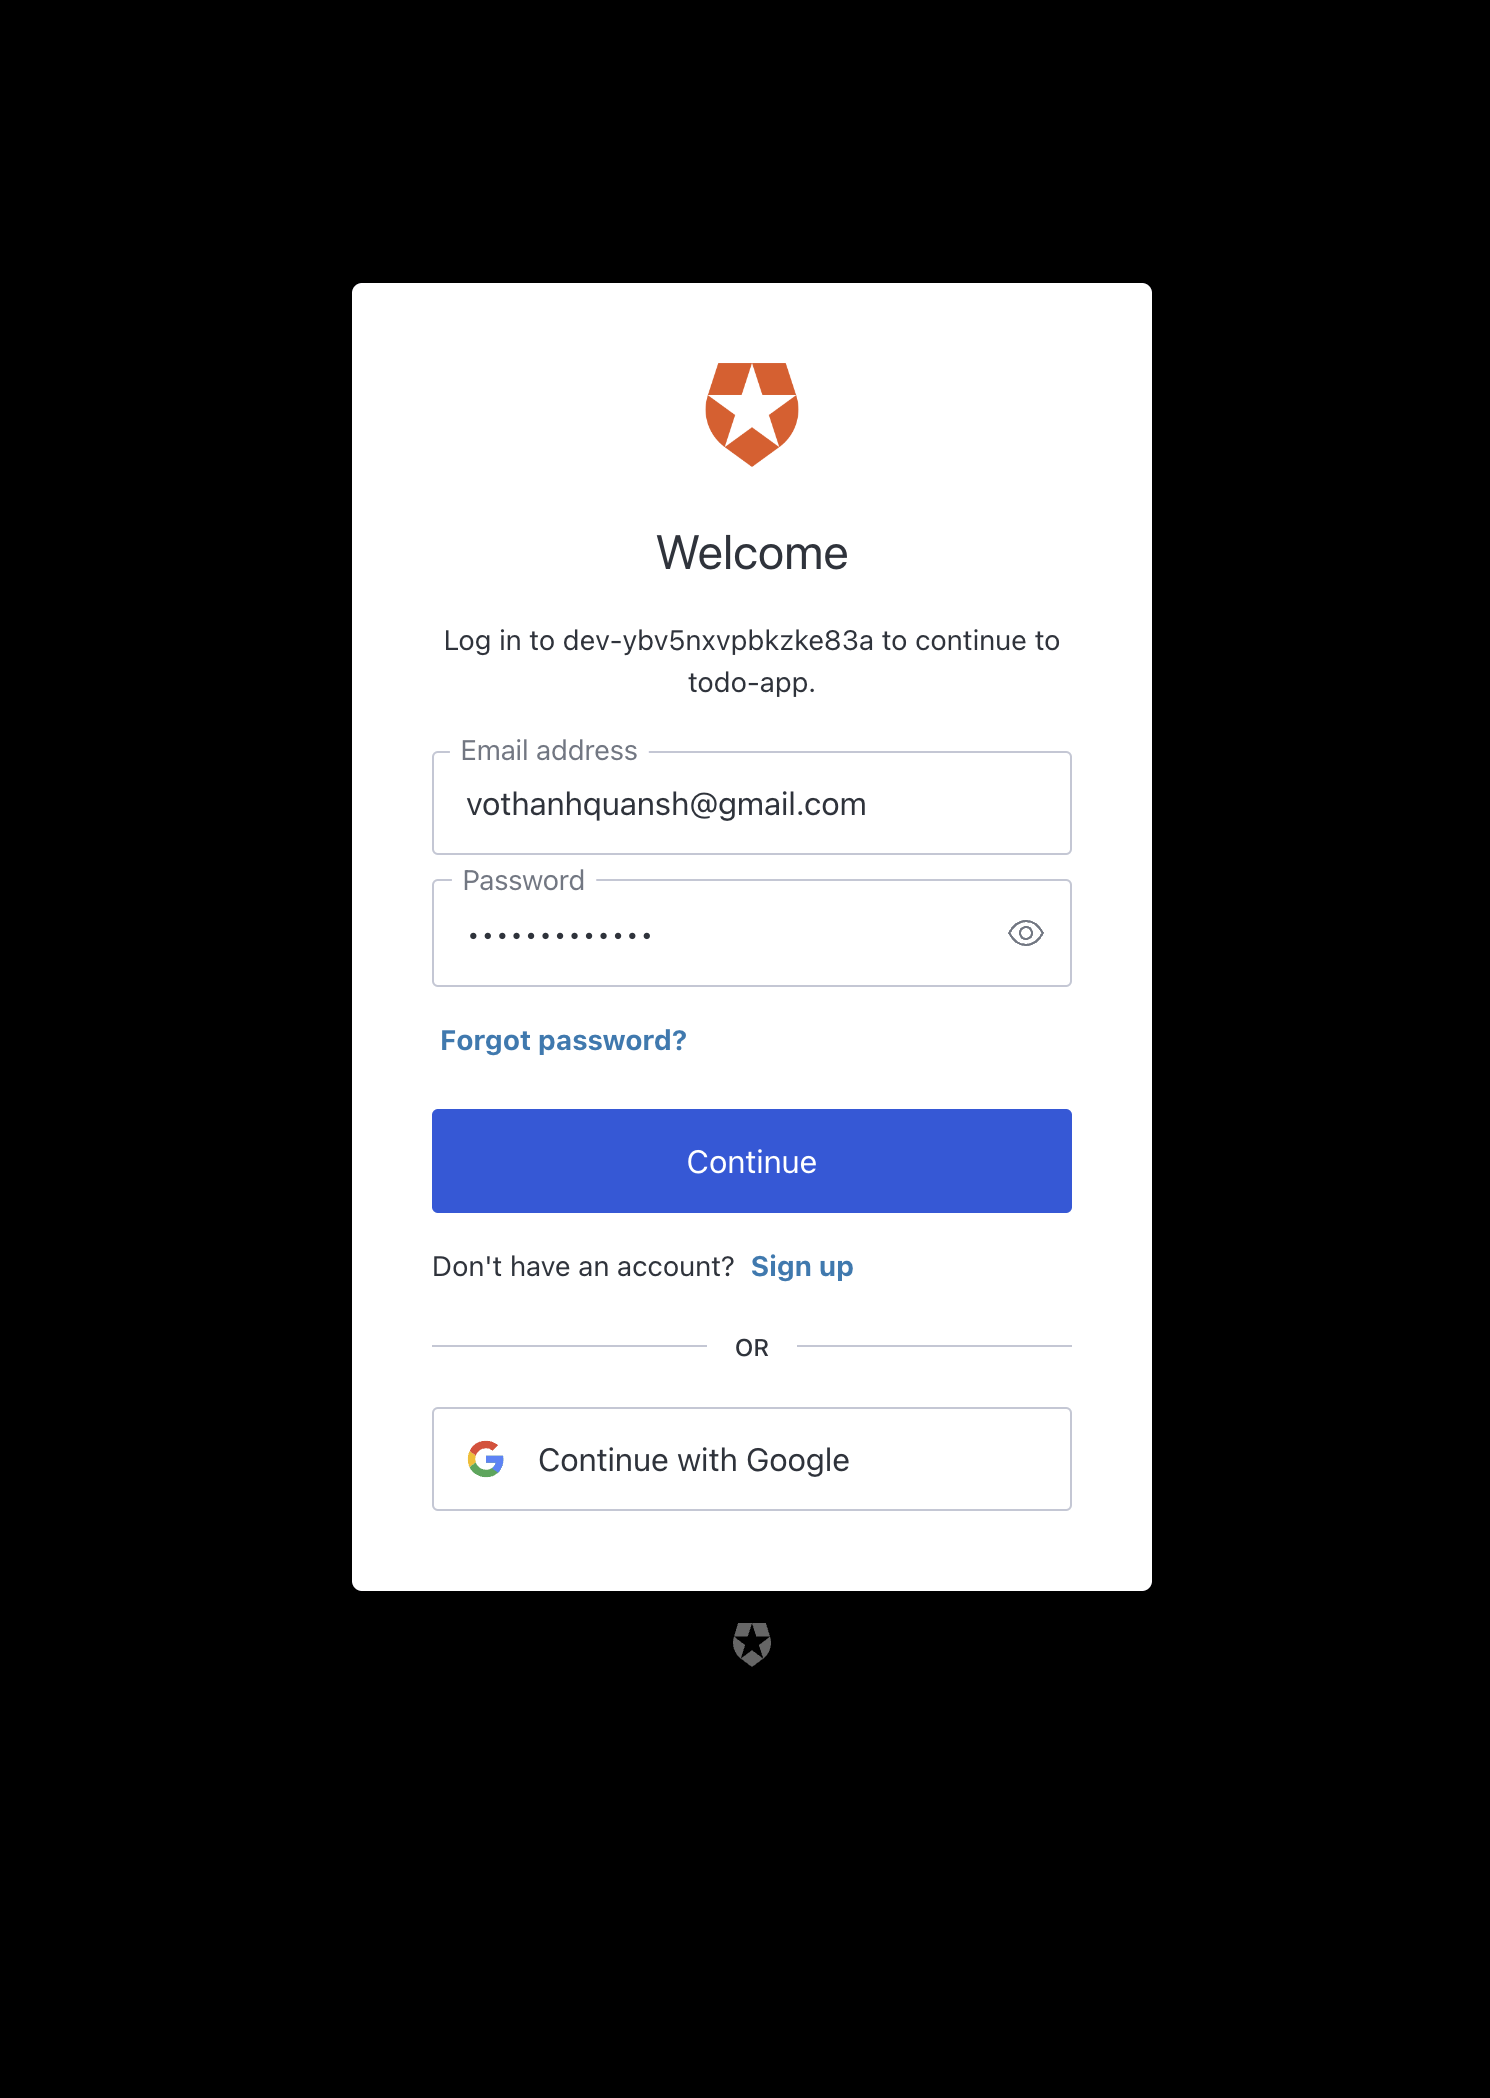 Welcome
Log in to dev-ybv5nxvpbkzke83a to continue to
todo-app.
Email address
vothanhquansh@gmail.com
Password
•••••••••••••
Forgot password?
Continue
Don't have an account? Sign up
OR
Continue with Google